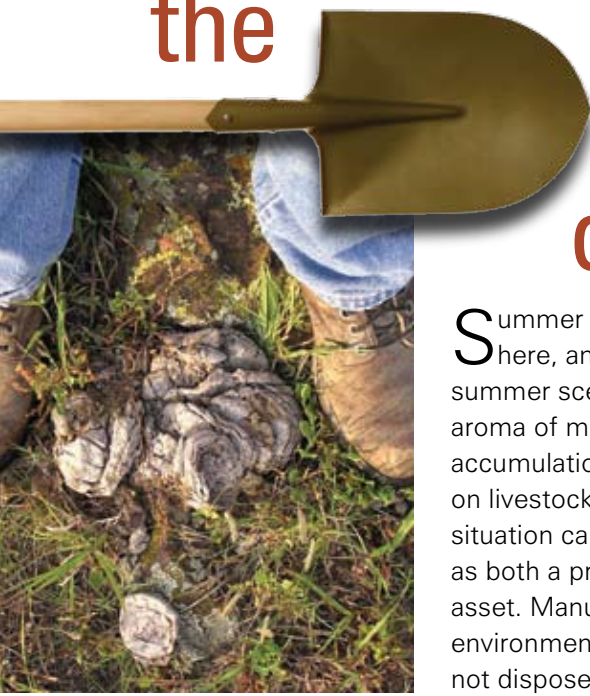 the
Summer
here, an
summer sce
aroma of m
accumulatio
on livestock
situation ca
as both a pr
asset. Manu
environmen
not dispose